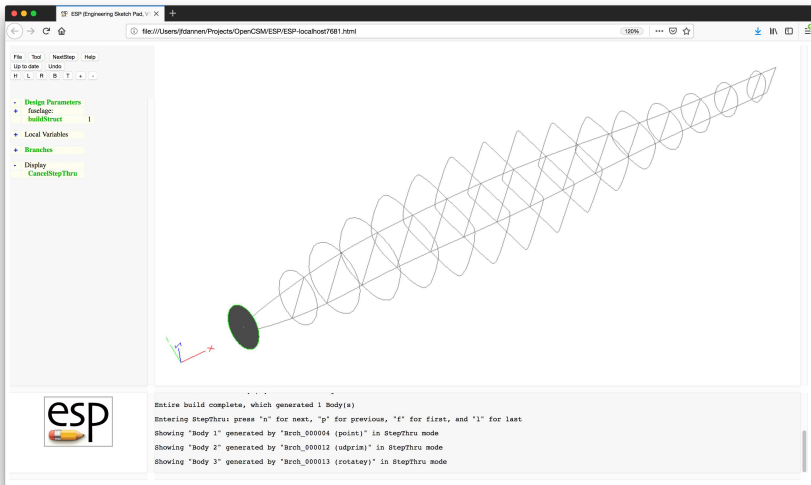 ESP (Engineering Sketch Pad, V
file:///Users/jfdannen/Projects/OpenCSM/ESP/ESP-localhost7681.html
120%
File Tool NextStep Help
Up to date Undo
H L R B T + -
- Design Parameters
+ fuselage:
buildStruct 1
+ Local Variables
+ Branches
- Display
CancelStepThru
X
esp
Entire build complete, which generated 1 Body(s)
Entering StepThru: press "n" for next, "p" for previous, "f" for first, and "l" for last
Showing "Body 1" generated by "Brch_000004 (point)" in StepThru mode
Showing "Body 2" generated by "Brch_000012 (udprim)" in StepThru mode
Showing "Body 3" generated by "Brch_000013 (rotatey)" in StepThru mode